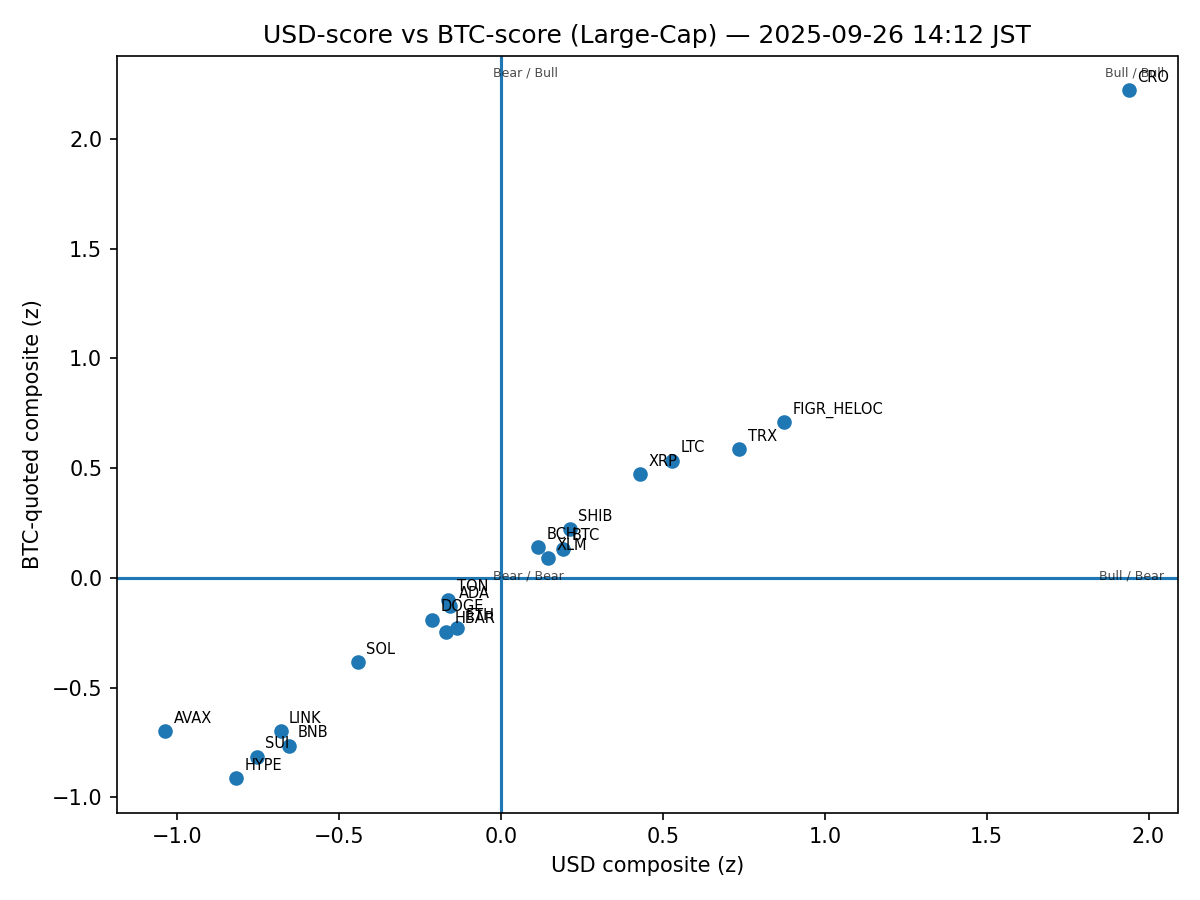 USD-score vs BTC-score (Large-Cap) — 2025-09-26 14:12 JST
Bear / Bull
Bull / Bull
CRO
2.0
1.5
1.0
0.5
0.0
−0.5
−1.0
BTC-quoted composite (z)
FIGR_HELOC
TRX
LTC
XRP
SHIB
BCH
BTC
XLM
Bear / Bear
Bull / Bear
TON
ADA
DOGE
ETH
HBAR
SOL
AVAX
LINK
BNB
SUI
HYPE
−1.0
−0.5
0.0
0.5
1.0
1.5
2.0
USD composite (z)